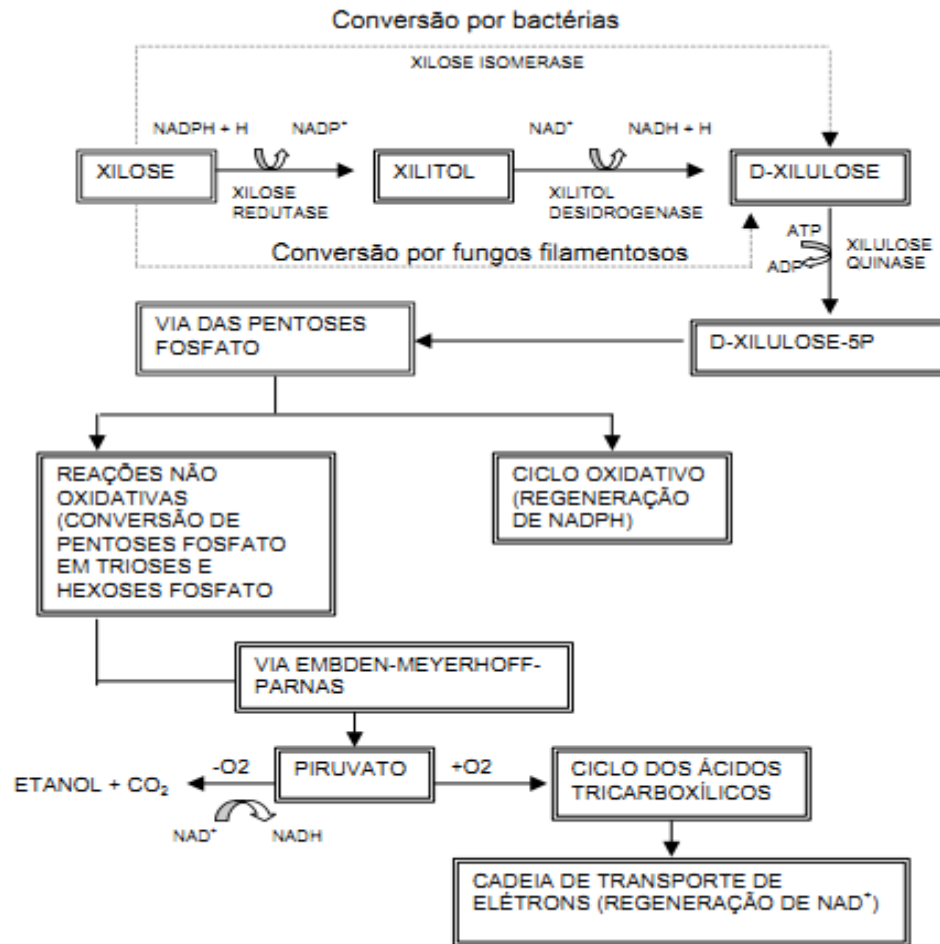 Conversão por bactérias
XILOSE ISOMERASE
NADPH + H
NADP⁺
NAD⁺
NADH + H
XILOSE
XILITOL
D-XILULOSE
XILOSE
REDUTASE
XILITOL
DESIDROGENASE
ATP
ADP
XILULOSE
QUINASE
Conversão por fungos filamentosos
VIA DAS PENTOSES
FOSFATO
D-XILULOSE-5P
REAÇÕES NÃO
OXIDATIVAS
(CONVERSÃO DE
PENTOSES FOSFATO
EM TRIOSES E
HEXOSES FOSFATO
CICLO OXIDATIVO
(REGENERAÇÃO
DE NADPH)
VIA EMBDEN-MEYERHOFF-
PARNAS
ETANOL + CO₂
-O2
PIRUVATO
+O2
CICLO DOS ÁCIDOS
TRICARBOXÍLICOS
NAD⁺
NADH
CADEIA DE TRANSPORTE DE
ELÉTRONS (REGENERAÇÃO DE NAD⁺)